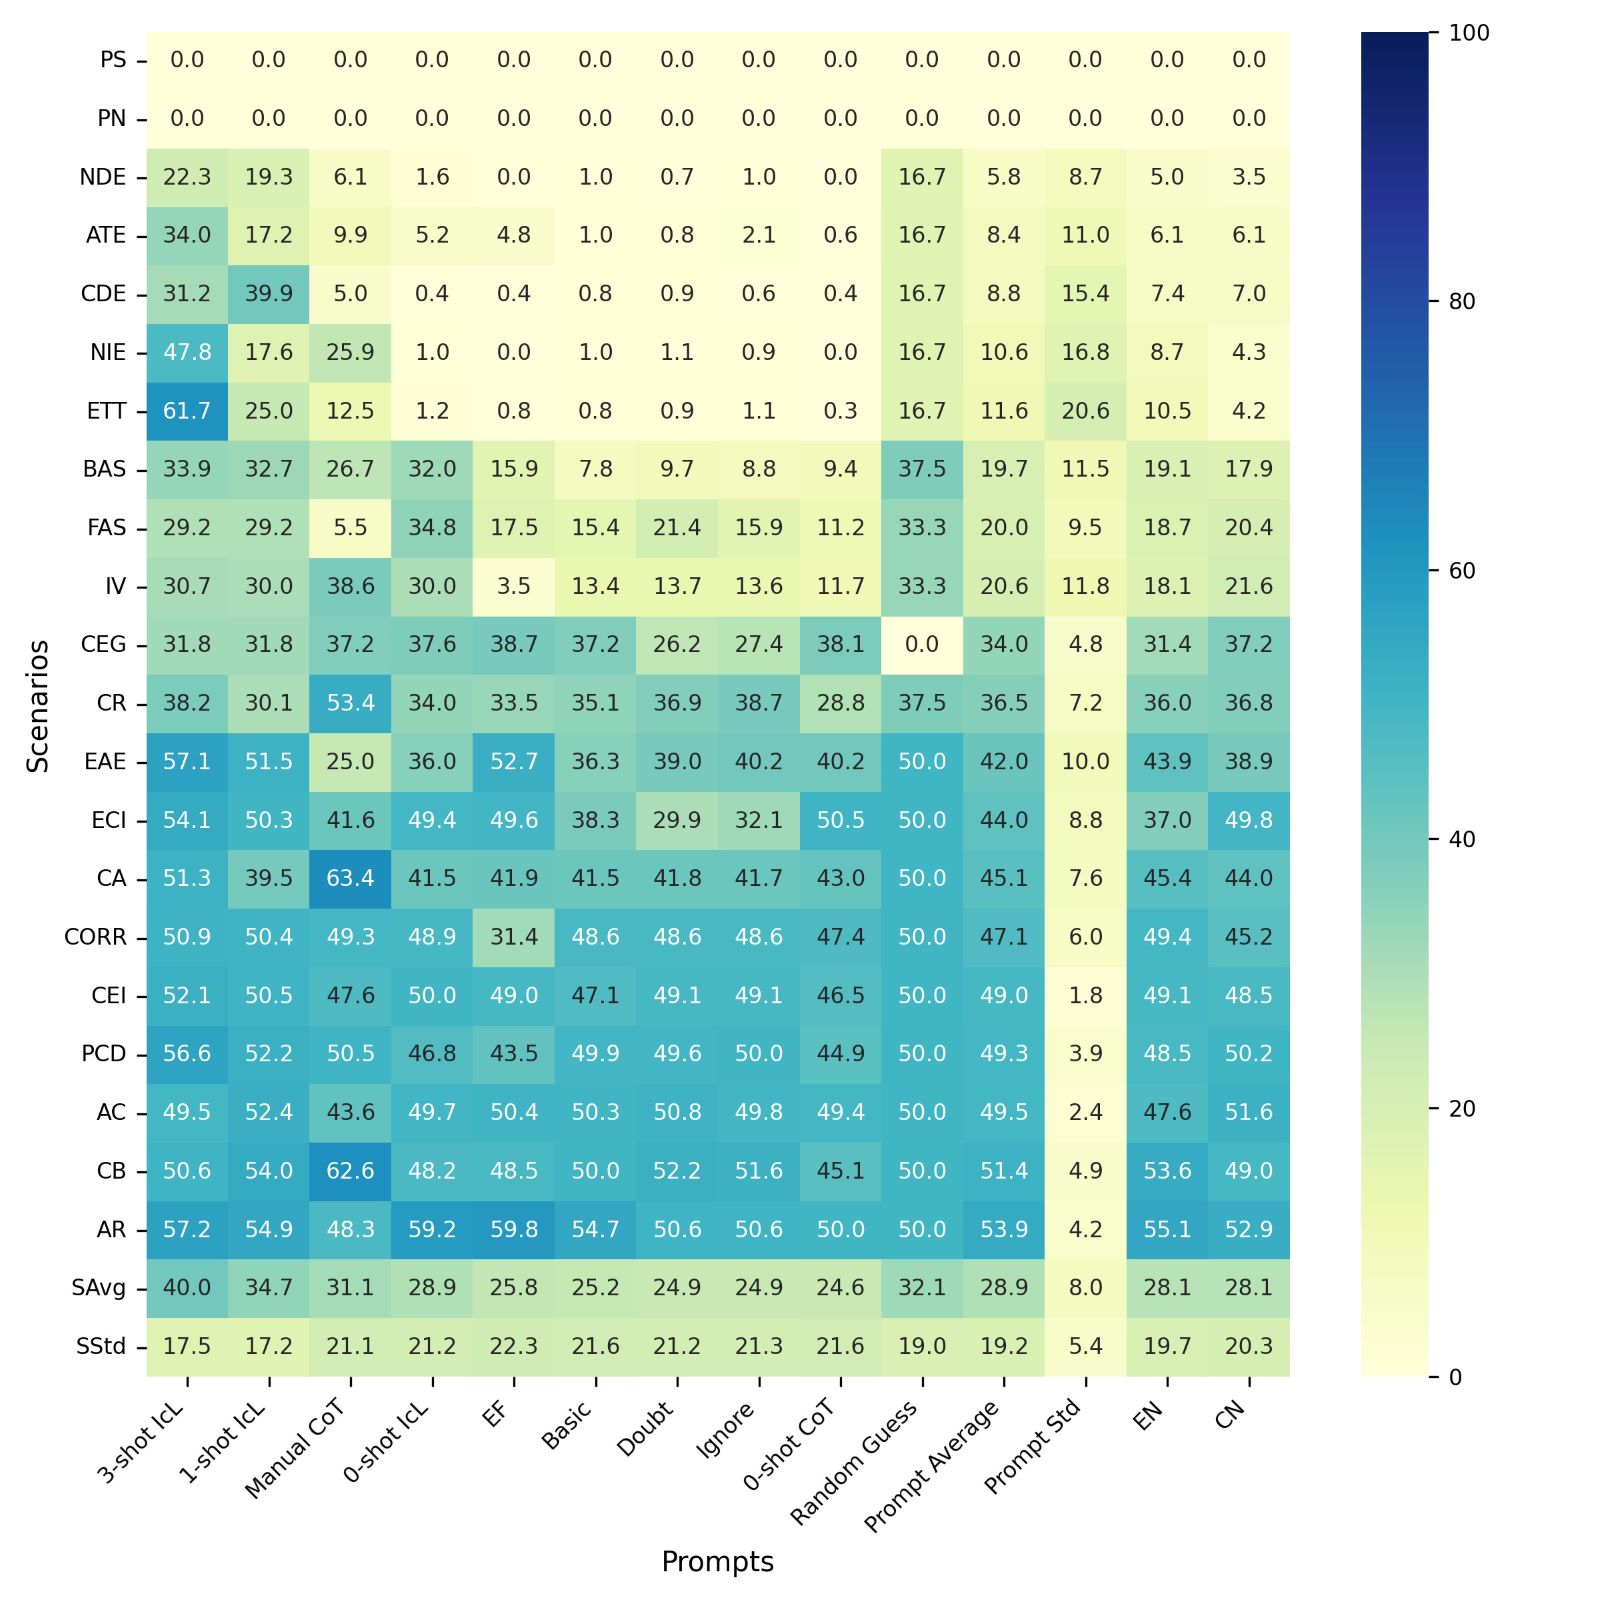 PS 0.0 0.0 0.0 0.0 0.0 0.0 0.0 0.0 0.0 0.0 0.0 0.0 0.0 0.0
PN 0.0 0.0 0.0 0.0 0.0 0.0 0.0 0.0 0.0 0.0 0.0 0.0 0.0 0.0
NDE 22.3 19.3 6.1 1.6 0.0 1.0 0.7 1.0 0.0 16.7 5.8 8.7 5.0 3.5
ATE 34.0 17.2 9.9 5.2 4.8 1.0 0.8 2.1 0.6 16.7 8.4 11.0 6.1 6.1
CDE 31.2 39.9 5.0 0.4 0.4 0.8 0.9 0.6 0.4 16.7 8.8 15.4 7.4 7.0
NIE 47.8 17.6 25.9 1.0 0.0 1.0 1.1 0.9 0.0 16.7 10.6 16.8 8.7 4.3
ETT 61.7 25.0 12.5 1.2 0.8 0.8 0.9 1.1 0.3 16.7 11.6 20.6 10.5 4.2
BAS 33.9 32.7 26.7 32.0 15.9 7.8 9.7 8.8 9.4 37.5 19.7 11.5 19.1 17.9
FAS 29.2 29.2 5.5 34.8 17.5 15.4 21.4 15.9 11.2 33.3 20.0 9.5 18.7 20.4
IV 30.7 30.0 38.6 30.0 3.5 13.4 13.7 13.6 11.7 33.3 20.6 11.8 18.1 21.6
CEG 31.8 31.8 37.2 37.6 38.7 37.2 26.2 27.4 38.1 0.0 34.0 4.8 31.4 37.2
CR 38.2 30.1 53.4 34.0 33.5 35.1 36.9 38.7 28.8 37.5 36.5 7.2 36.0 36.8
EAE 57.1 51.5 25.0 36.0 52.7 36.3 39.0 40.2 40.2 50.0 42.0 10.0 43.9 38.9
ECI 54.1 50.3 41.6 49.4 49.6 38.3 29.9 32.1 50.5 50.0 44.0 8.8 37.0 49.8
CA 51.3 39.5 63.4 41.5 41.9 41.5 41.8 41.7 43.0 50.0 45.1 7.6 45.4 44.0
CORR 50.9 50.4 49.3 48.9 31.4 48.6 48.6 48.6 47.4 50.0 47.1 6.0 49.4 45.2
CEI 52.1 50.5 47.6 50.0 49.0 47.1 49.1 49.1 46.5 50.0 49.0 1.8 49.1 48.5
PCD 56.6 52.2 50.5 46.8 43.5 49.9 49.6 50.0 44.9 50.0 49.3 3.9 48.5 50.2
AC 49.5 52.4 43.6 49.7 50.4 50.3 50.8 49.8 49.4 50.0 49.5 2.4 47.6 51.6
CB 50.6 54.0 62.6 48.2 48.5 50.0 52.2 51.6 45.1 50.0 51.4 4.9 53.6 49.0
AR 57.2 54.9 48.3 59.2 59.8 54.7 50.6 50.6 50.0 50.0 53.9 4.2 55.1 52.9
SAvg 40.0 34.7 31.1 28.9 25.8 25.2 24.9 24.9 24.6 32.1 28.9 8.0 28.1 28.1
SStd 17.5 17.2 21.1 21.2 22.3 21.6 21.2 21.3 21.6 19.0 19.2 5.4 19.7 20.3
3-shot IcL
1-shot IcL
Manual CoT
0-shot IcL
EF
Basic
Doubt
Ignore
0-shot CoT
Random Guess
Prompt Average
Prompt Std
EN
CN
Prompts
Scenarios
100
80
60
40
20
0